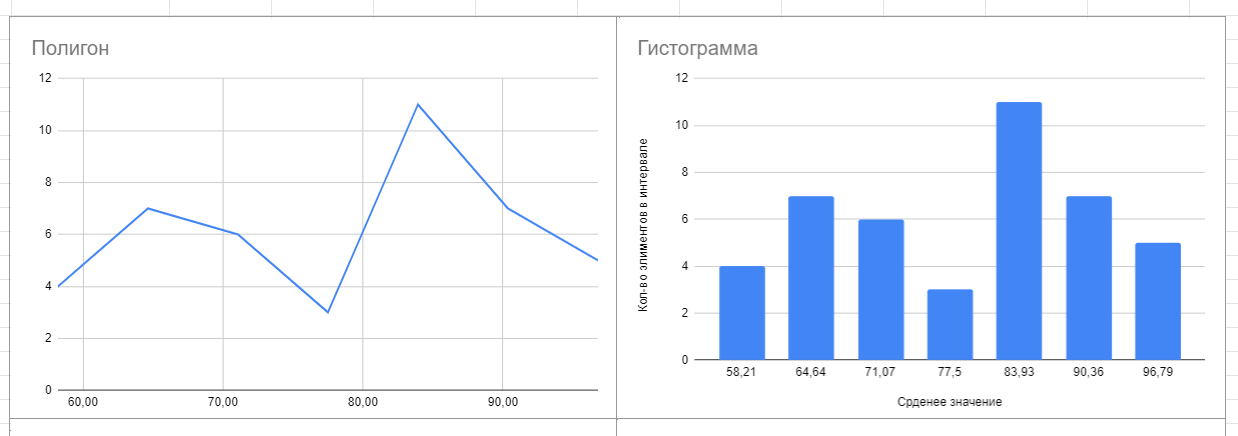 Полигон
12
10
8
6
4
2
0
60,00 70,00 80,00 90,00
Гистограмма
Кол-во элиментов в интервале
12
10
8
6
4
2
0
58,21 64,64 71,07 77,5 83,93 90,36 96,79
Срденее значение